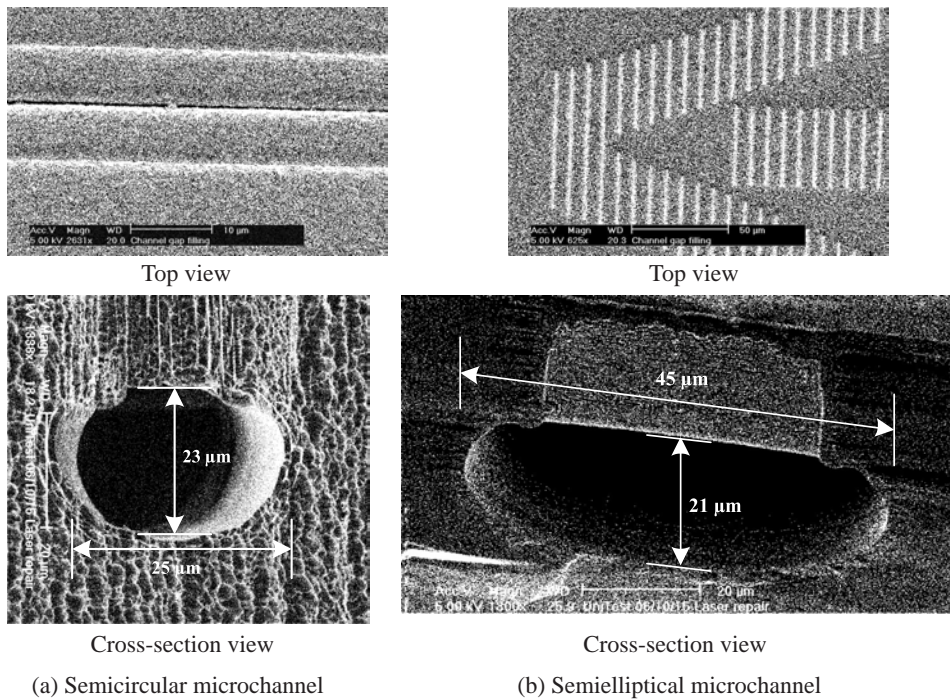 Acc.V Magn WD 10 µm
5.00 kV 2631x 20.0 Channel gap filling
Acc.V Magn WD 50 µm
5.00 kV 625x 20.3 Channel gap filling
Top view
Top view
23 µm
25 µm
45 µm
21 µm
Acc.V Magn WD 20 µm
5.00 kV 1300x 25.9 UniTest 06/10/15 Laser repair
Cross-section view
Cross-section view
(a) Semicircular microchannel
(b) Semielliptical microchannel